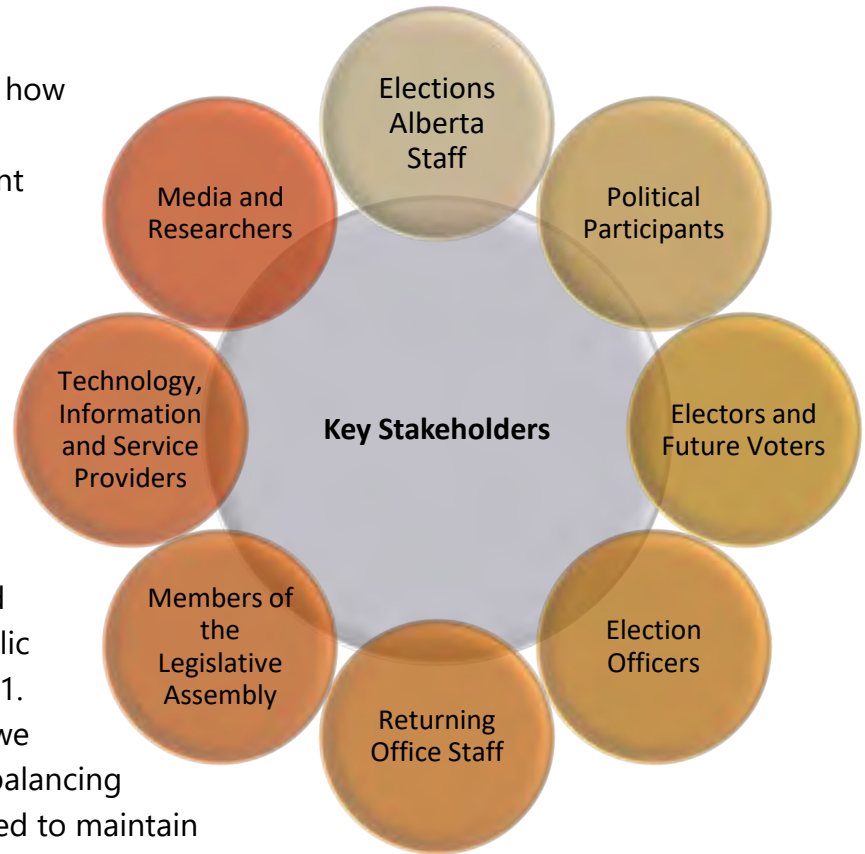 how
nt
Elections
Alberta
Staff
Political
Participants
Electors and
Future Voters
Election
Officers
Returning
Office Staff
Members of
the
Legislative
Assembly
Technology,
Information
and Service
Providers
Media and
Researchers
Key Stakeholders
d
lic
1.
we
balancing
ed to maintain